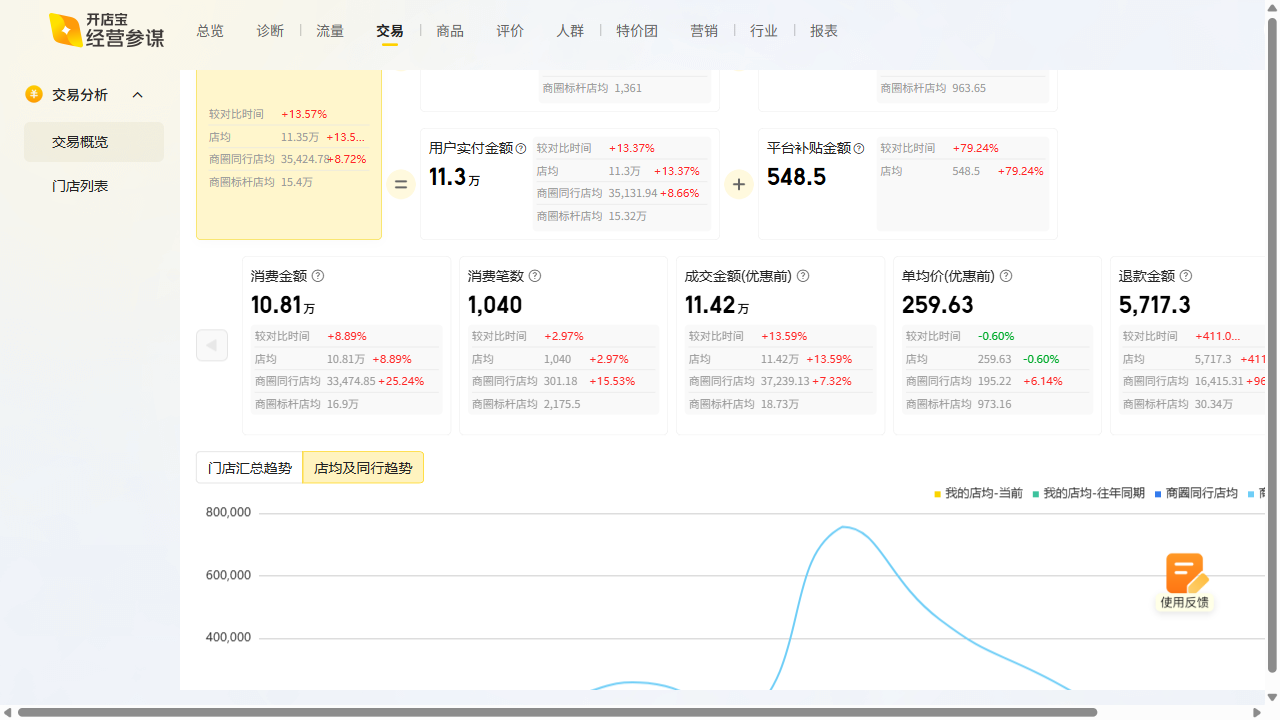 开店宝
经营参谋
总览
诊断
流量
交易
商品
评价
人群
特价团
营销
行业
报表
交易分析
交易概览
门店列表
较对比时间 +13.57%
店均 11.35万 +13.5...
商圈同行店均 35,424.78 +8.72%
商圈标杆店均 15.4万
商圈标杆店均 1,361
商圈标杆店均 963.65
=
用户实付金额
11.3万
较对比时间 +13.37%
店均 11.3万 +13.37%
商圈同行店均 35,131.94 +8.66%
商圈标杆店均 15.32万
+
平台补贴金额
548.5
较对比时间 +79.24%
店均 548.5 +79.24%
消费金额
10.81万
较对比时间 +8.89%
店均 10.81万 +8.89%
商圈同行店均 33,474.85 +25.24%
商圈标杆店均 16.9万
消费笔数
1,040
较对比时间 +2.97%
店均 1,040 +2.97%
商圈同行店均 301.18 +15.53%
商圈标杆店均 2,175.5
成交金额(优惠前)
11.42万
较对比时间 +13.59%
店均 11.42万 +13.59%
商圈同行店均 37,239.13 +7.32%
商圈标杆店均 18.73万
单均价(优惠前)
259.63
较对比时间 -0.60%
店均 259.63 -0.60%
商圈同行店均 195.22 +6.14%
商圈标杆店均 973.16
退款金额
5,717.3
较对比时间 +411.0...
店均 5,717.3 +411
商圈同行店均 16,415.31 +96
商圈标杆店均 30.34万
门店汇总趋势
店均及同行趋势
我的店均-当前
我的店均-往年同期
商圈同行店均
800,000
600,000
400,000
使用反馈